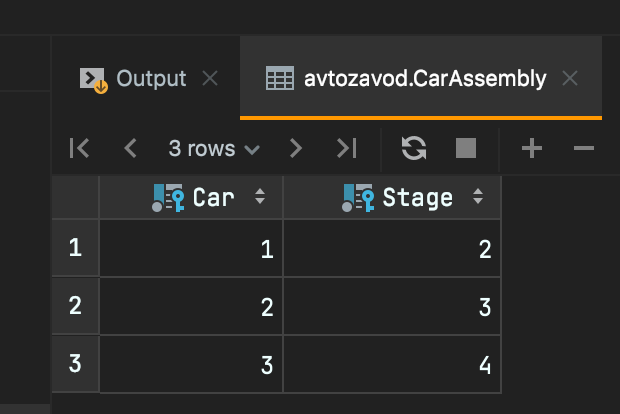 Output avtozavod.CarAssembly
3 rows
Car Stage
1 1 2
2 2 3
3 3 4